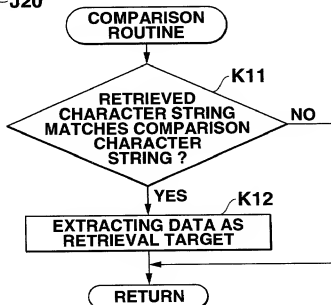 J20
COMPARISON
ROUTINE
K11
RETRIEVED
CHARACTER STRING
MATCHES COMPARISON
CHARACTER
STRING ?
NO
YES
K12
EXTRACTING DATA AS
RETRIEVAL TARGET
RETURN